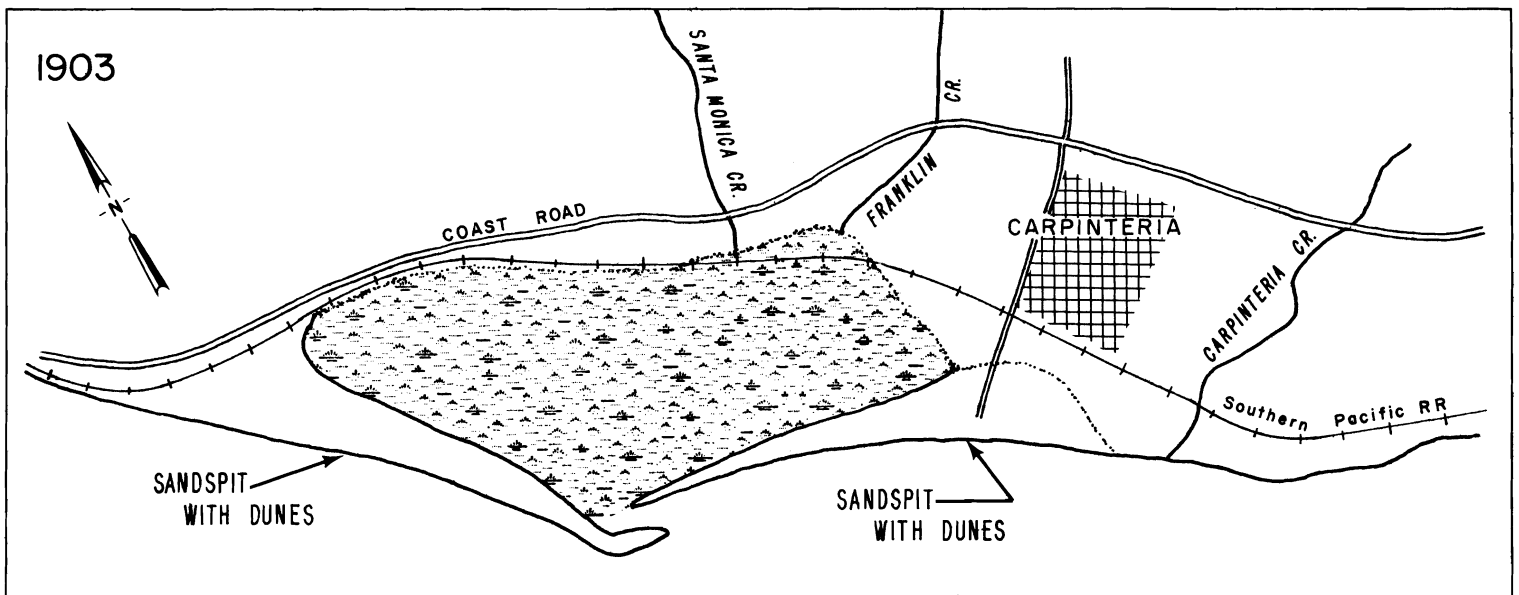 1903
N
SANTA MONICA CR.
FRANKLIN CR.
COAST ROAD
CARPINTERIA
CARPINTERIA CR.
Southern Pacific RR
SANDSPIT
WITH DUNES
SANDSPIT
WITH DUNES